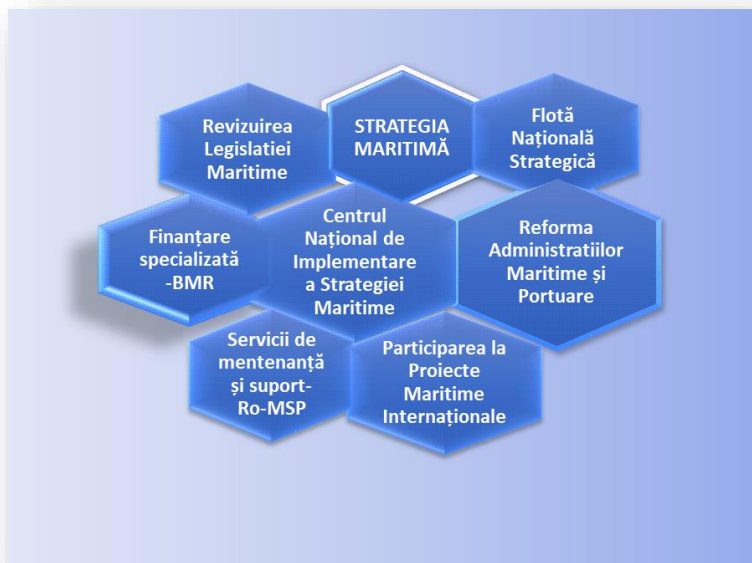 Revizuirea
Legislatiei
Maritime
STRATEGIA
MARITIMĂ
Flotă
Națională
Strategică
Finanțare
specializată
-BMR
Centrul
Național de
Implementare
a Strategiei
Maritime
Reforma
Administratiilor
Maritime și
Portuare
Servicii de
mentenanță
și suport-
Ro-MSP
Participarea la
Proiecte
Maritime
Internaționale